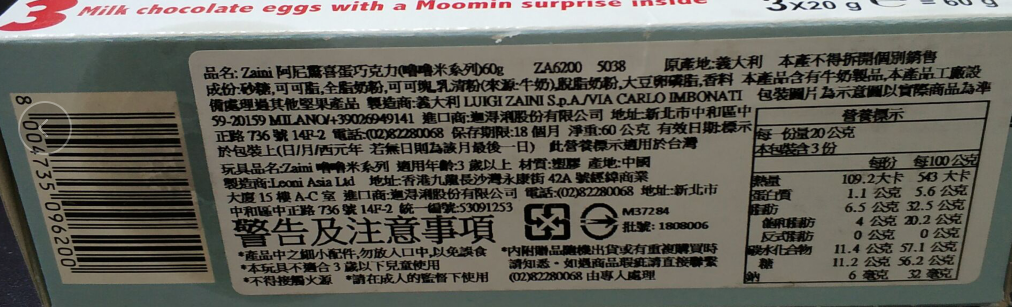 3 Milk chocolate eggs with a Moomin surprise inside
3x20 g e = 60 g
品名: Zaini 阿尼驚喜蛋巧克力(嚕嚕米系列)60g ZA6200 5038 原產地:義大利 本產不得拆開個別銷售
成份:砂糖,可可脂,全脂奶粉,可可塊,乳清粉(來源:牛奶),脫脂奶粉,大豆卵磷脂,香料 本產品含有牛奶製品,本產品工廠設
備處理過其他堅果產品 製造商:義大利 LUIGI ZAINI S.p.A./VIA CARLO IMBONATI 包裝圖片為示意圖以實際商品為準
59-20159 MILANO/+39026949141 進口商:迦淂湁股份有限公司 地址:新北市中和區中
正路 736 號 14F-2 電話:(02)82280068 保存期限:18 個月 淨重:60 公克 有效日期:標示
於包裝上(日/月/西元年 若無日則為該月最後一日) 此營養標示適用於台灣
玩具品名:Zaini 嚕嚕米系列 適用年齡:3 歲以上 材質:塑膠 產地:中國
製造商:Leoni Asia Ltd 地址:香港九龍長沙灣永康街 42A 號經緯商業
大廈 15 樓 A-C 室 進口商:迦淂湁股份有限公司 電話:(02)82280068 地址:新北市
中和區中正路 736 號 14F-2 統一編號:53091253
警告及注意事項
M37284
批號: 1808006
*產品中之細小配件,勿放入口中,以免誤食
*本玩具不適合 3 歲以下兒童使用
*不得接觸火源 *請在成人的監督下使用
*內附贈品隨機出貨或有重複購買時
請知悉。如遇商品瑕疵請直接聯繫
(02)82280068 由專人處理
營養標示
每一份量20 公克
本包裝含 3 份
每份 每100 公克
熱量 109.2大卡 543 大卡
蛋白質 1.1 公克 5.6 公克
脂肪 6.5 公克 32.5 公克
飽和脂肪 4 公克 20.2 公克
反式脂肪 0 公克 0 公克
碳水化合物 11.4 公克 57.1 公克
糖 11.2 公克 56.2 公克
鈉 6 毫克 32 毫克
8 004735 096200